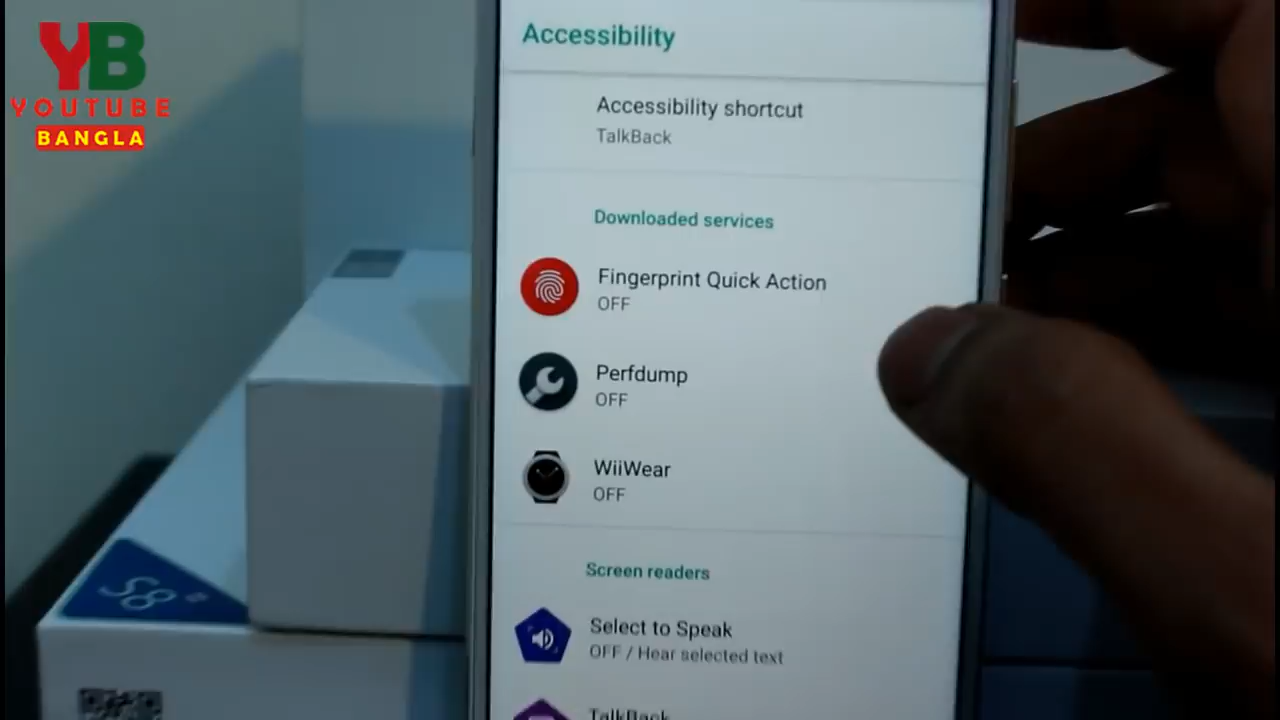 YB
YOUTUBE
BANGLA
Accessibility
Accessibility shortcut
TalkBack
Downloaded services
Fingerprint Quick Action
OFF
Perfdump
OFF
WiiWear
OFF
Screen readers
Select to Speak
OFF / Hear selected text
TalkBack
S8